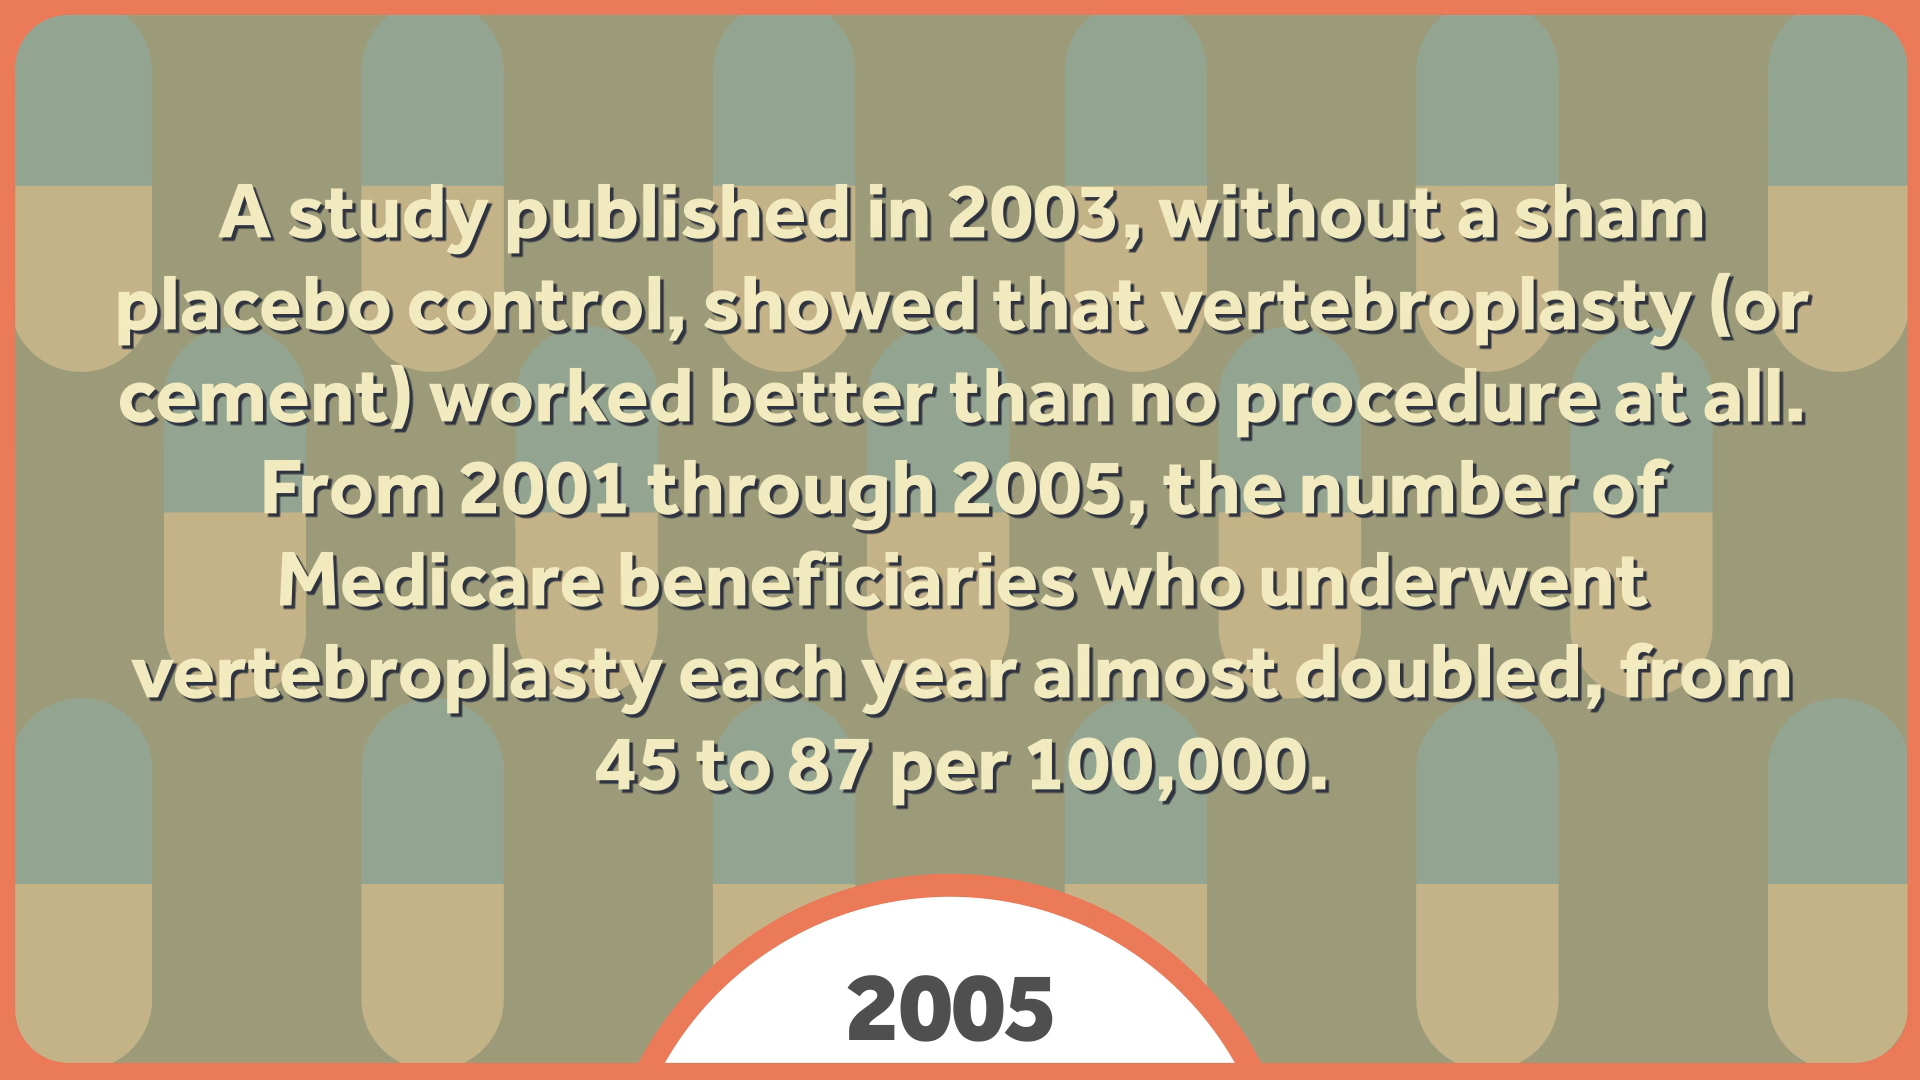 A study published in 2003, without a sham
placebo control, showed that vertebroplasty (or
cement) worked better than no procedure at all.
From 2001 through 2005, the number of
Medicare beneficiaries who underwent
vertebroplasty each year almost doubled, from
45 to 87 per 100,000.
2005